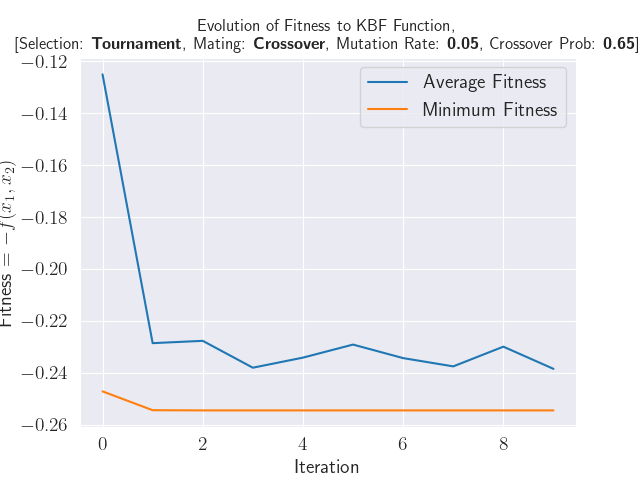 Evolution of Fitness to KBF Function,
[Selection: Tournament, Mating: Crossover, Mutation Rate: 0.05, Crossover Prob: 0.65]
Average Fitness
Minimum Fitness
Fitness = −f(x₁, x₂)
−0.12
−0.14
−0.16
−0.18
−0.20
−0.22
−0.24
−0.26
0 2 4 6 8
Iteration